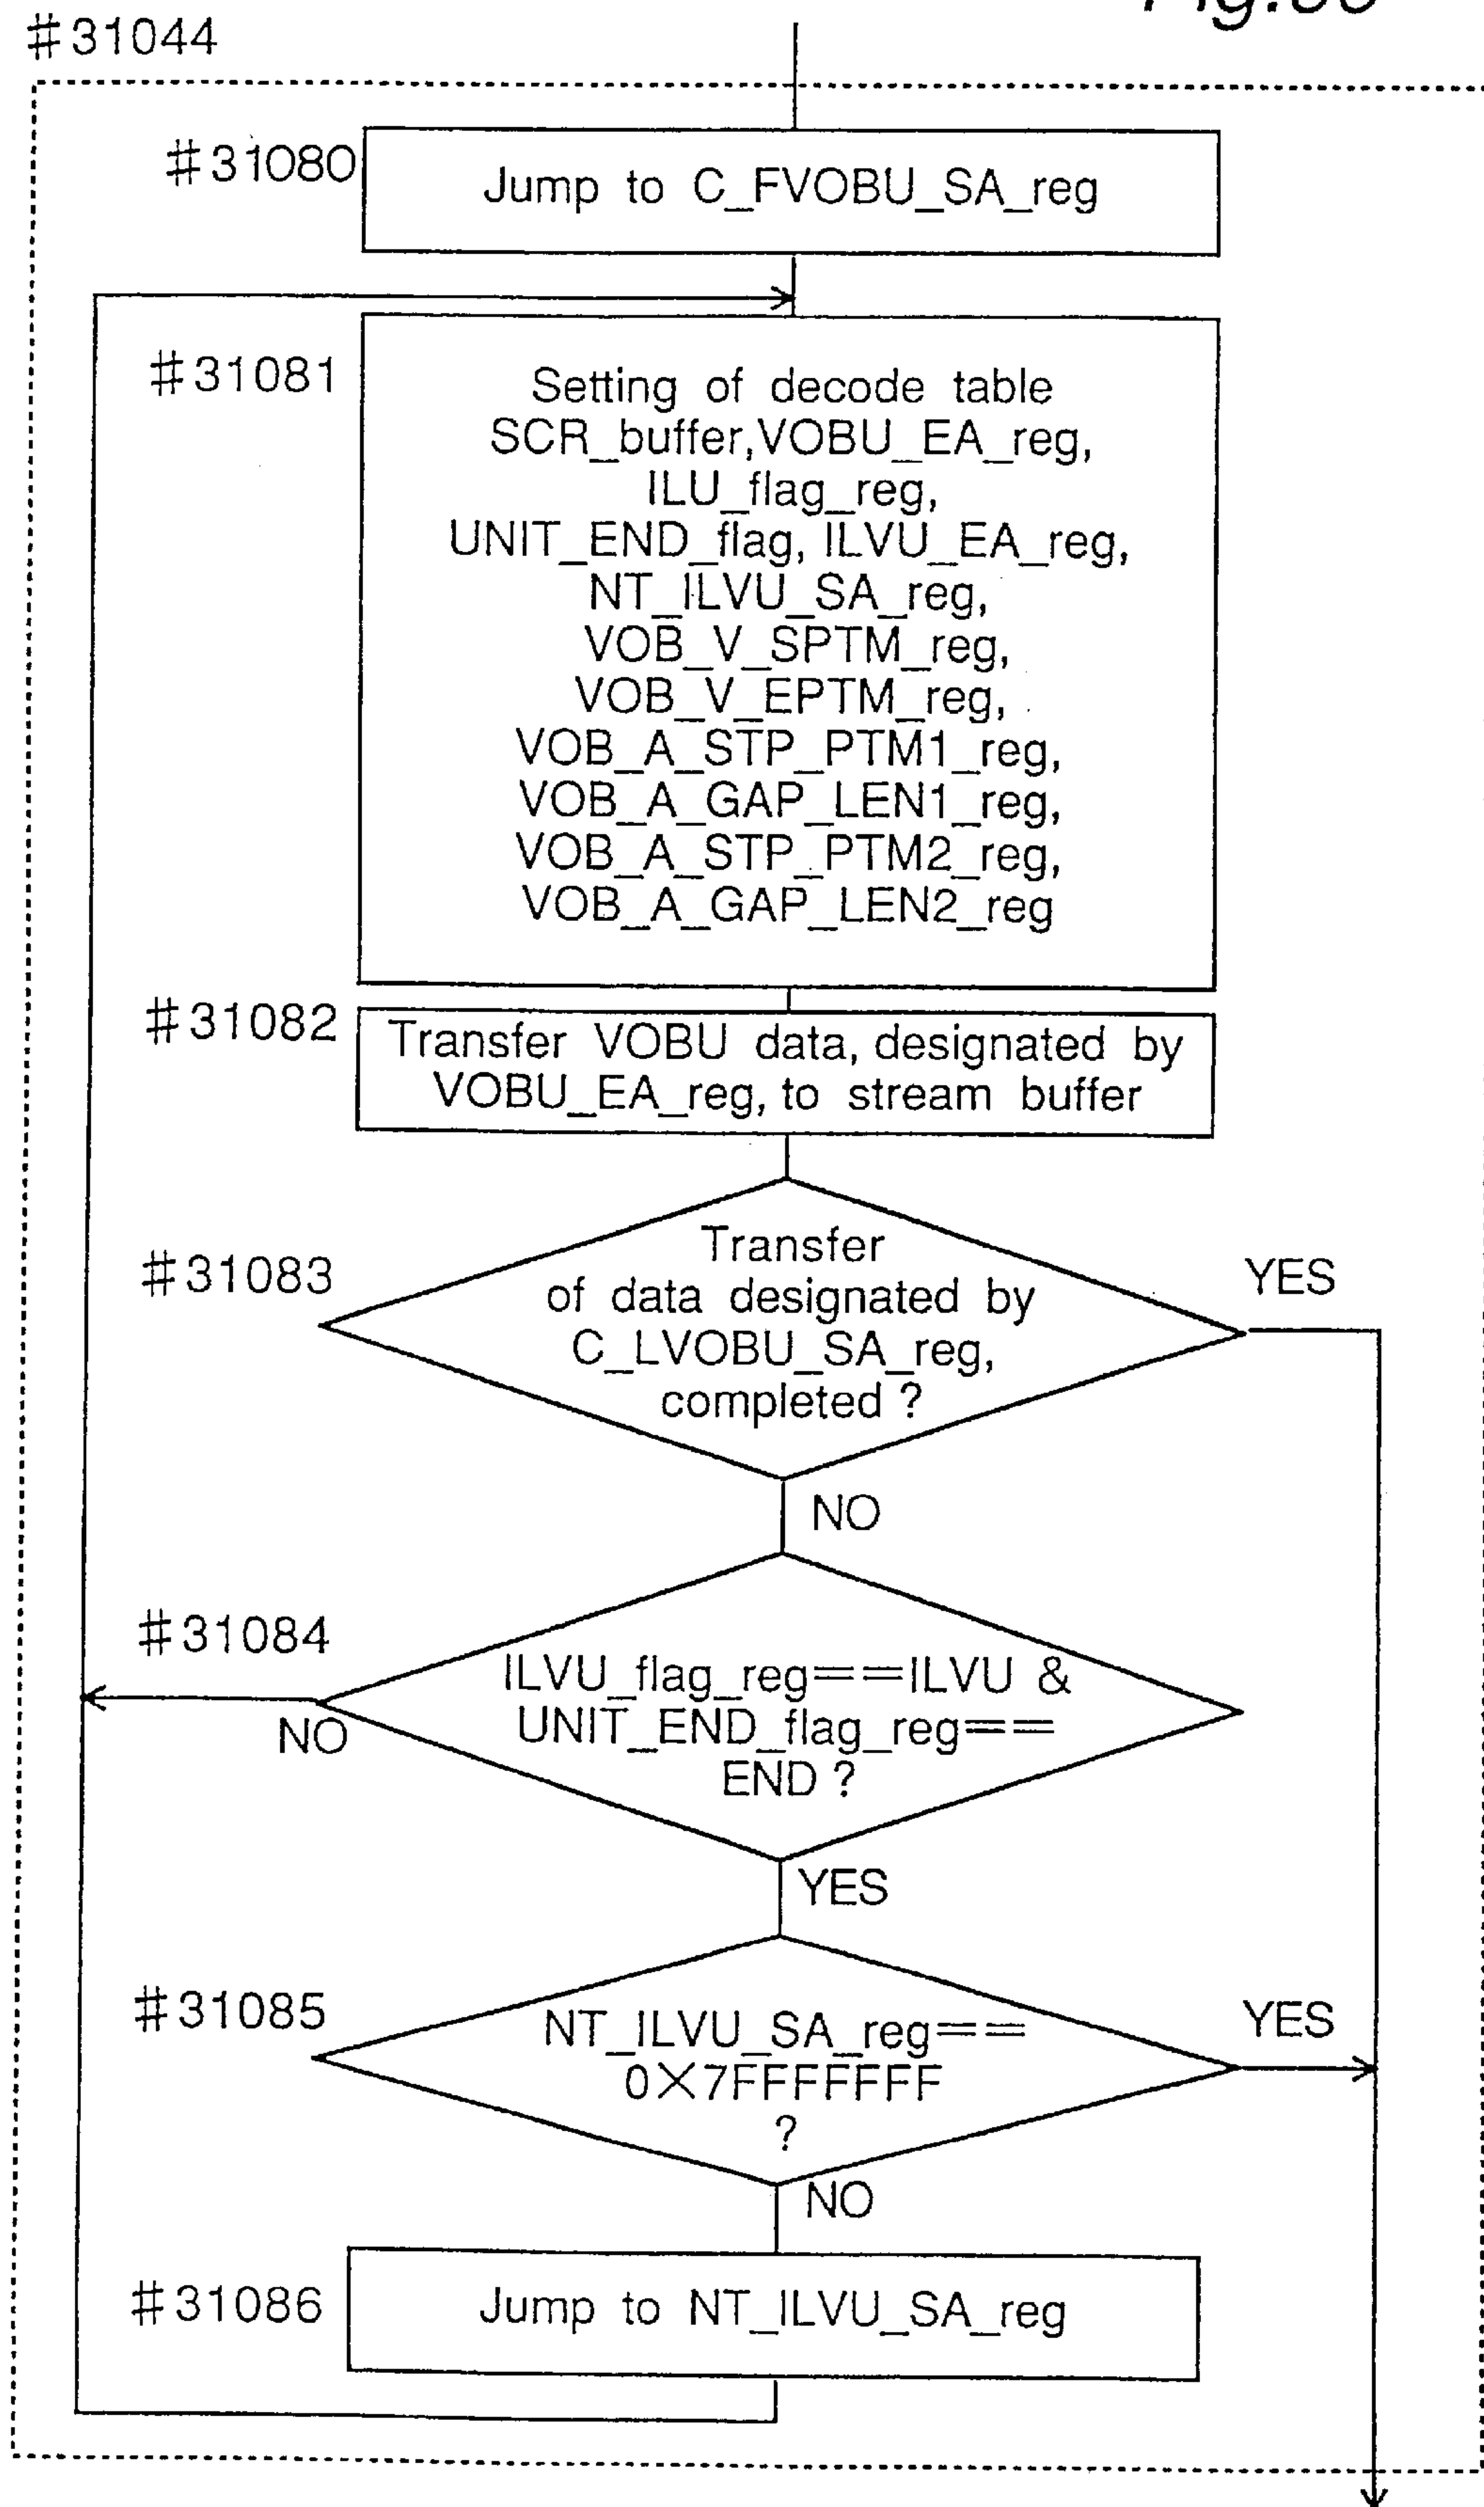 #31044
#31080
Jump to C_FVOBU_SA_reg
#31081
Setting of decode table
SCR_buffer,VOBU_EA_reg,
ILU_flag_reg,
UNIT_END_flag, ILVU_EA_reg,
NT_ILVU_SA_reg,
VOB_V_SPTM_reg,
VOB_V_EPTM_reg,
VOB_A_STP_PTM1_reg,
VOB_A_GAP_LEN1_reg,
VOB_A_STP_PTM2_reg,
VOB_A_GAP_LEN2_reg
#31082
Transfer VOBU data, designated by
VOBU_EA_reg, to stream buffer
#31083
Transfer
of data designated by
C_LVOBU_SA_reg,
completed ?
YES
NO
#31084
ILVU_flag_reg==ILVU &
UNIT_END_flag_reg==
END ?
NO
YES
#31085
NT_ILVU_SA_reg==
0X7FFFFFFF
?
YES
NO
#31086
Jump to NT_ILVU_SA_reg